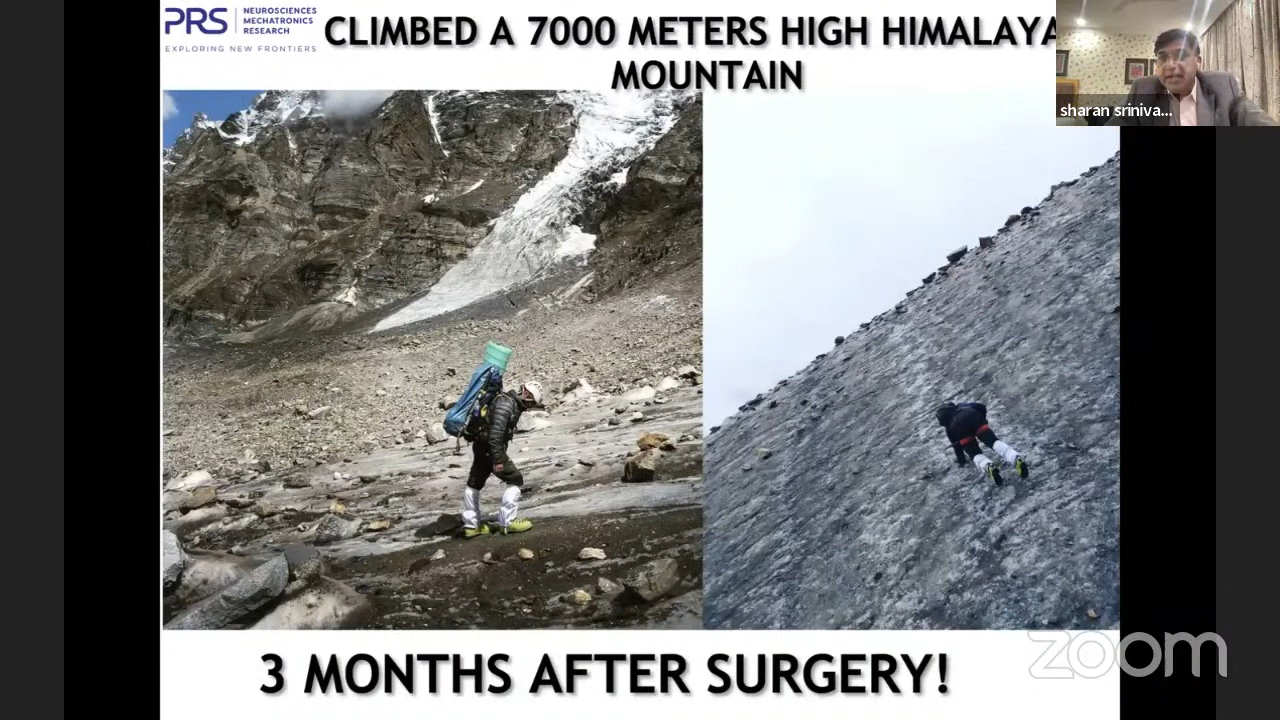 PRS
NEUROSCIENCES
MECHATRONICS
RESEARCH
EXPLORING NEW FRONTIERS
CLIMBED A 7000 METERS HIGH HIMALAYA
MOUNTAIN
sharan sriniva...
3 MONTHS AFTER SURGERY!
zoom